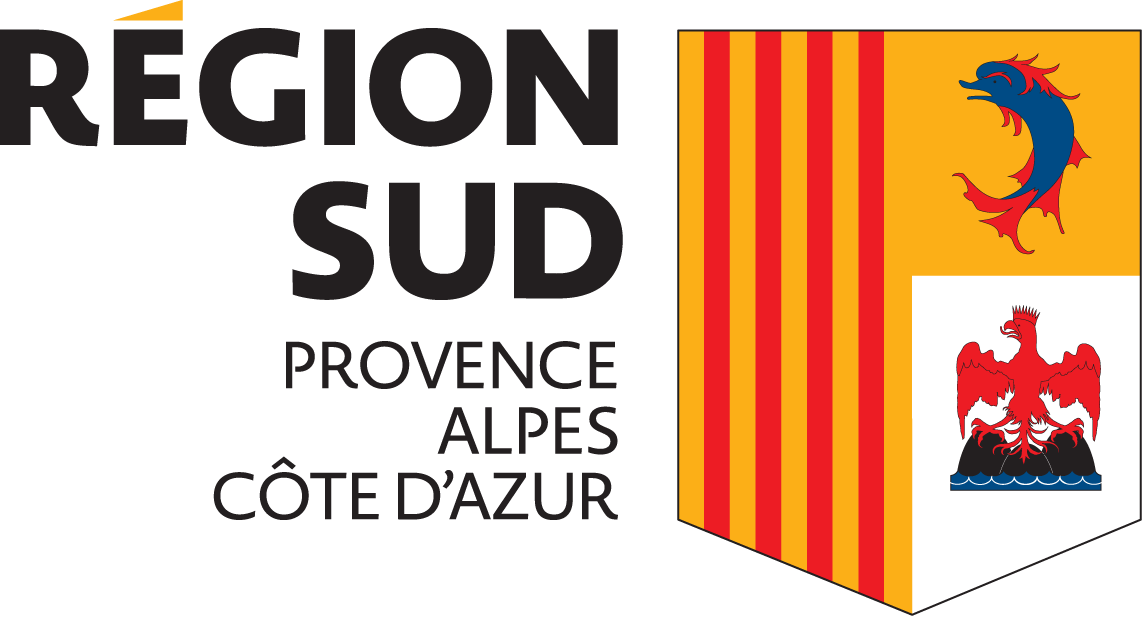 RÉGION
SUD
PROVENCE
ALPES
CÔTE D’AZUR